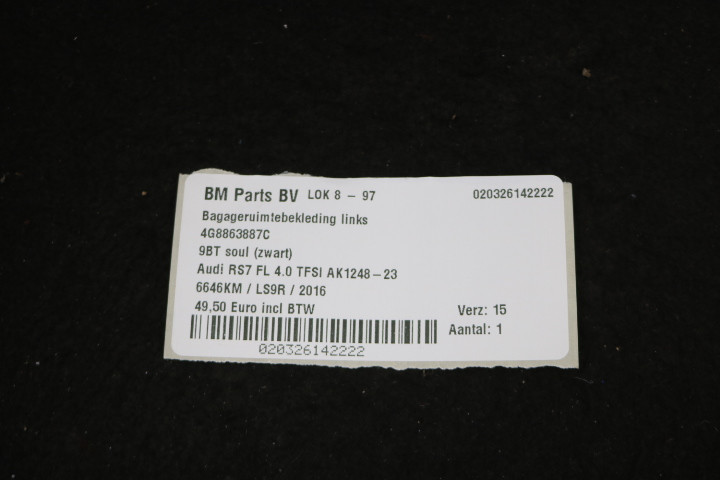 BM Parts BV LOK 8 - 97 020326142222
Bagageruimtebekleding links
4G8863887C
9BT soul (zwart)
Audi RS7 FL 4.0 TFSI AK1248-23
6646KM / LS9R / 2016
49,50 Euro incl BTW Verz: 15
Aantal: 1
020326142222